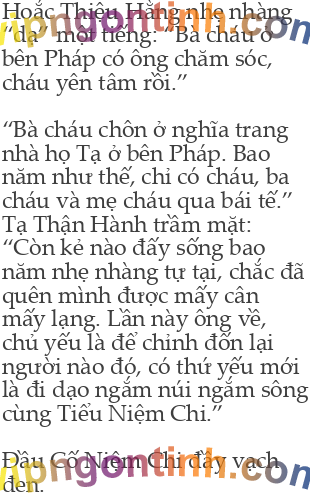 Hoắc Thiệu Hằng nhẹ nhàng
“dạ” một tiếng: “Bà cháu ở
bên Pháp có ông chăm sóc,
cháu yên tâm rồi.”
“Bà cháu chôn ở nghĩa trang
nhà họ Tạ ở bên Pháp. Bao
năm như thế, chỉ có cháu, ba
cháu và mẹ cháu qua bái tế.”
Tạ Thận Hành trầm mặt:
“Còn kẻ nào đấy sống bao
năm nhẹ nhàng tự tại, chắc đã
quên mình được mấy cân
mấy lạng. Lần này ông về,
chủ yếu là để chỉnh đốn lại
người nào đó, có thứ yếu mới
là đi dạo ngắm núi ngắm sông
cùng Tiểu Niệm Chi.”
Đầu Cố Niệm Chi đầy vạch
đen.
vipngontinh.com
vipngontinh.com